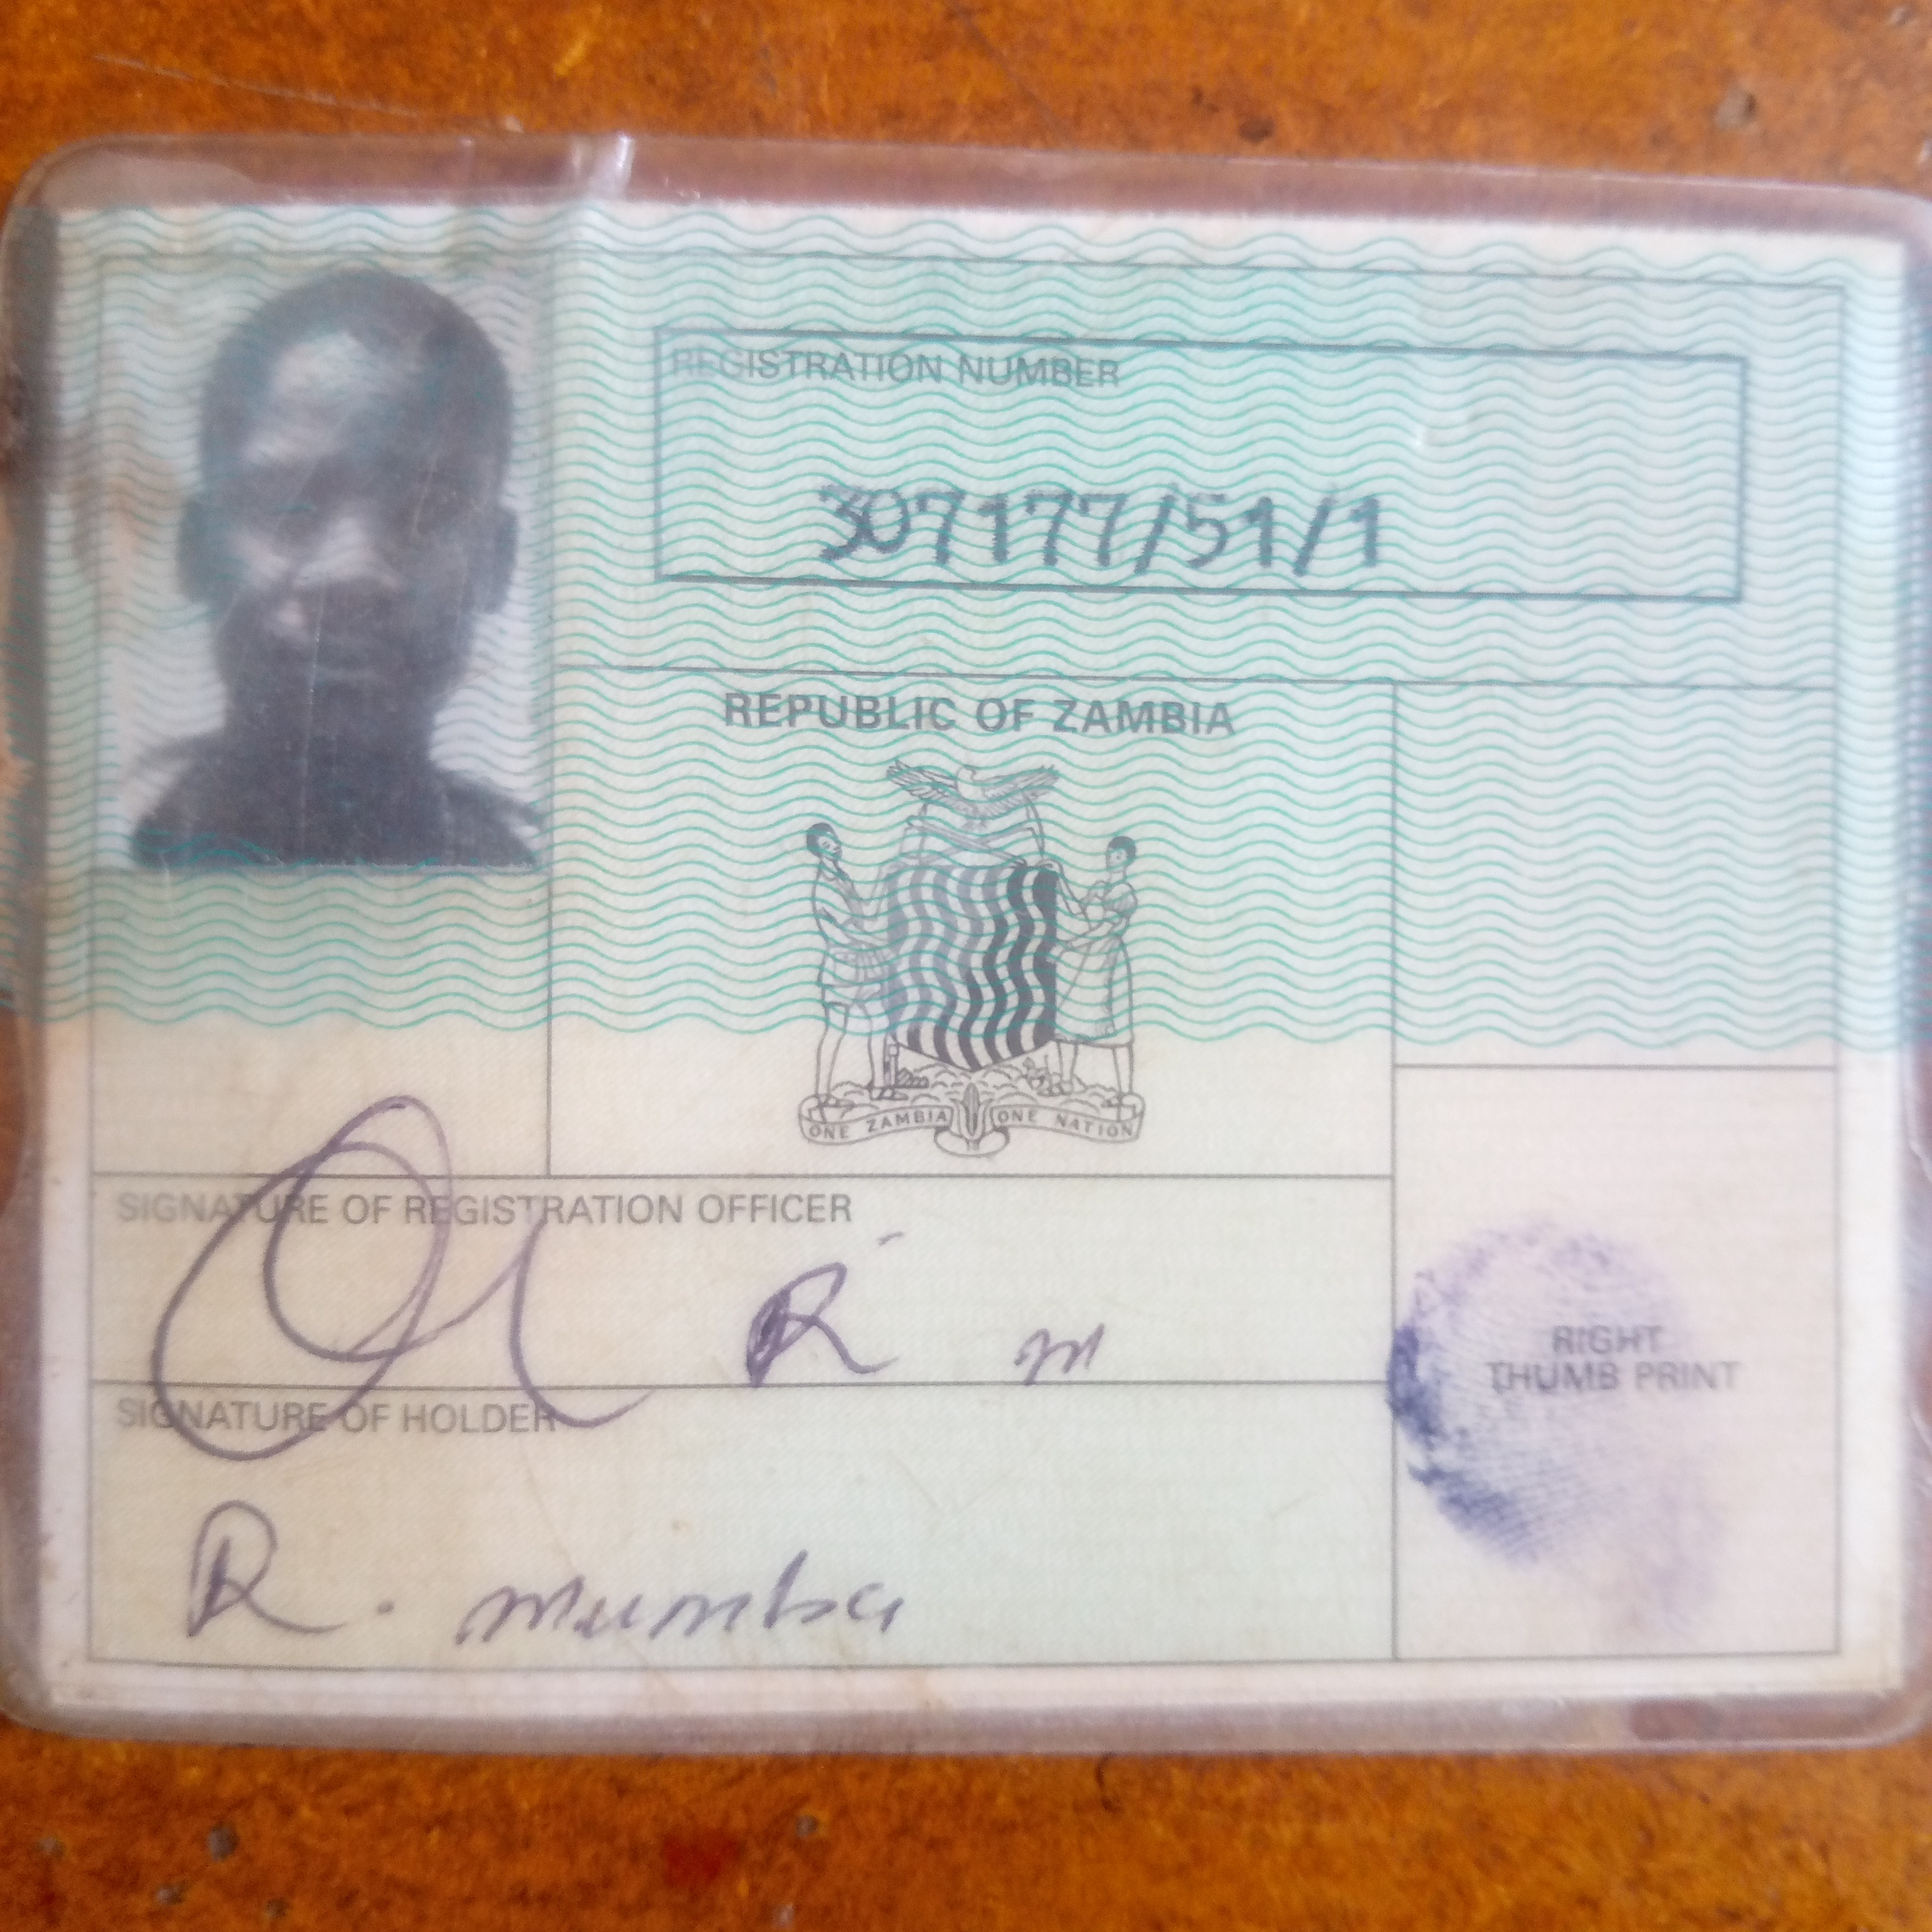 REGISTRATION NUMBER
307177/51/1
REPUBLIC OF ZAMBIA
ONE ZAMBIA ONE NATION
SIGNATURE OF REGISTRATION OFFICER
R m
SIGNATURE OF HOLDER
R. Mumba
RIGHT
THUMB PRINT